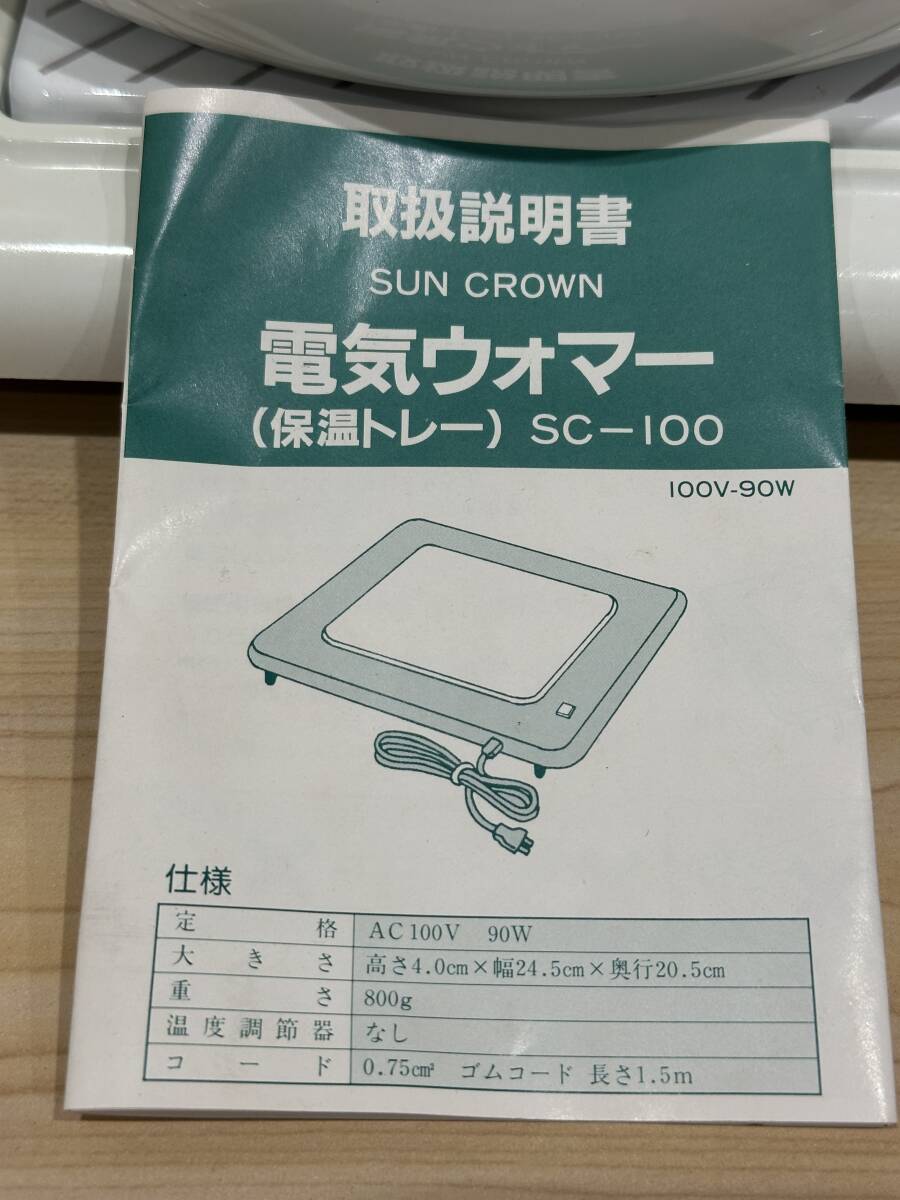 取扱説明書
SUN CROWN
電気ウォマー
(保温トレー) SC-100
100V-90W
仕様
定格 AC100V 90W
大きさ 高さ4.0cm×幅24.5cm×奥行20.5cm
重さ 800g
温度調節器 なし
コード 0.75cm² ゴムコード 長さ1.5m